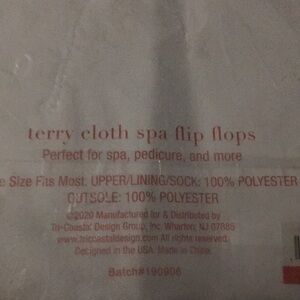 terry cloth spa flip flops
Perfect for spa, pedicure, and more
e Size Fits Most. UPPER/LINING/SOCK: 100% POLYESTER
OUTSOLE: 100% POLYESTER
©2020 Manufactured for & Distributed by
Tri-Coastal Design Group, Inc. Wharton, NJ 07885
www.tricoastaldesign.com All rights reserved.
Designed in the USA. Made in China.
Batch#190906